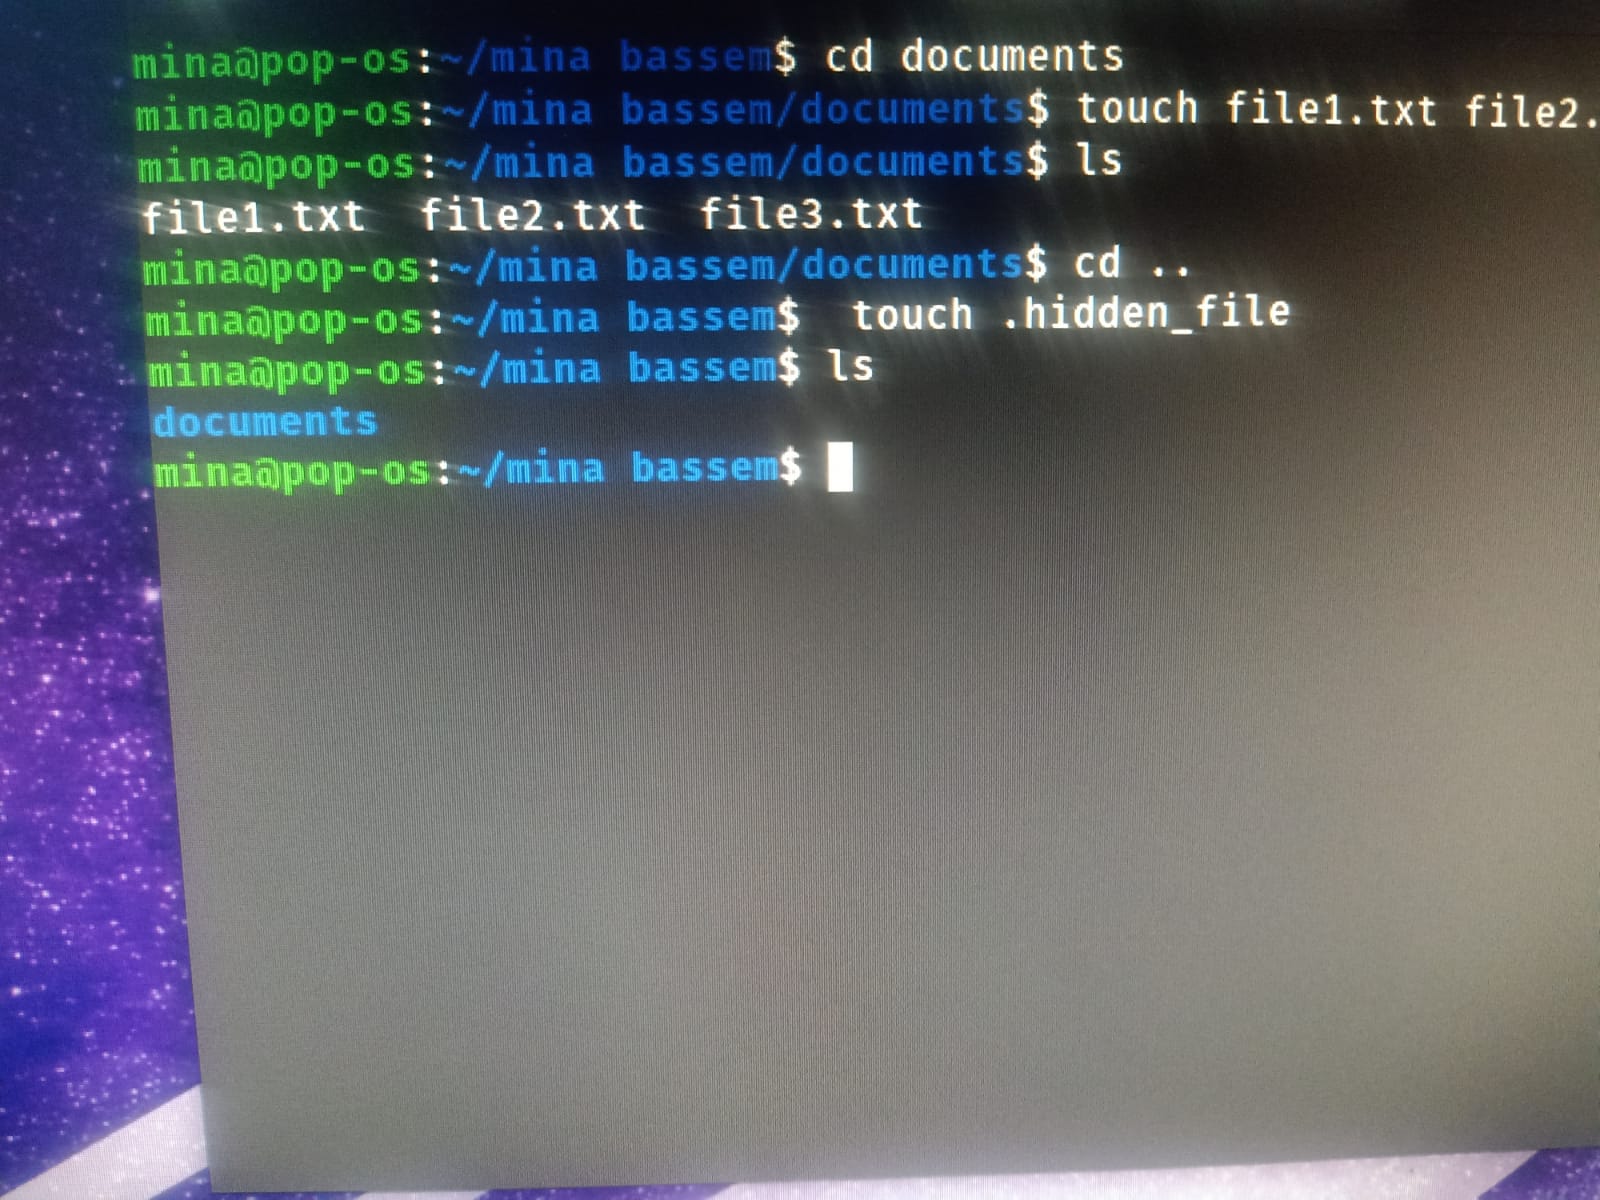 mina@pop-os:~/mina bassem$ cd documents
mina@pop-os:~/mina bassem/documents$ touch file1.txt file2.
mina@pop-os:~/mina bassem/documents$ ls
file1.txt  file2.txt  file3.txt
mina@pop-os:~/mina bassem/documents$ cd ..
mina@pop-os:~/mina bassem$  touch .hidden_file
mina@pop-os:~/mina bassem$ ls
documents
mina@pop-os:~/mina bassem$